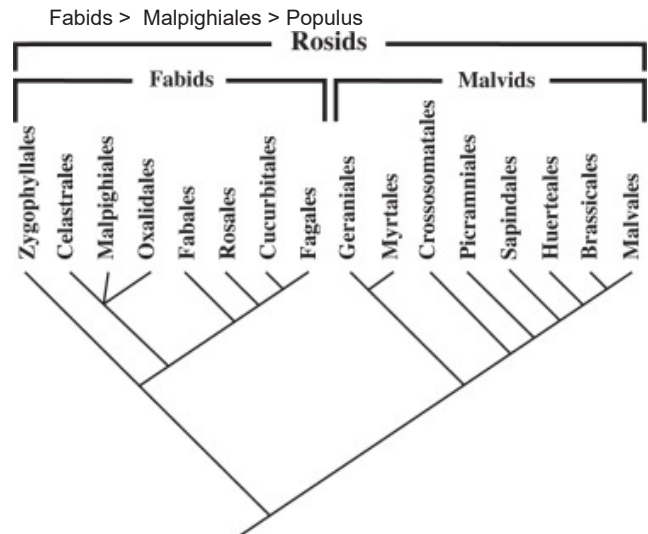 Fabids > Malpighiales > Populus
Rosids
Fabids
Malvids
Zygophyllales
Celastrales
Malpighiales
Oxalidales
Fabales
Rosales
Cucurbitales
Fagales
Geraniales
Myrtales
Crossosomatales
Picramniales
Sapindales
Huerteales
Brassicales
Malvales